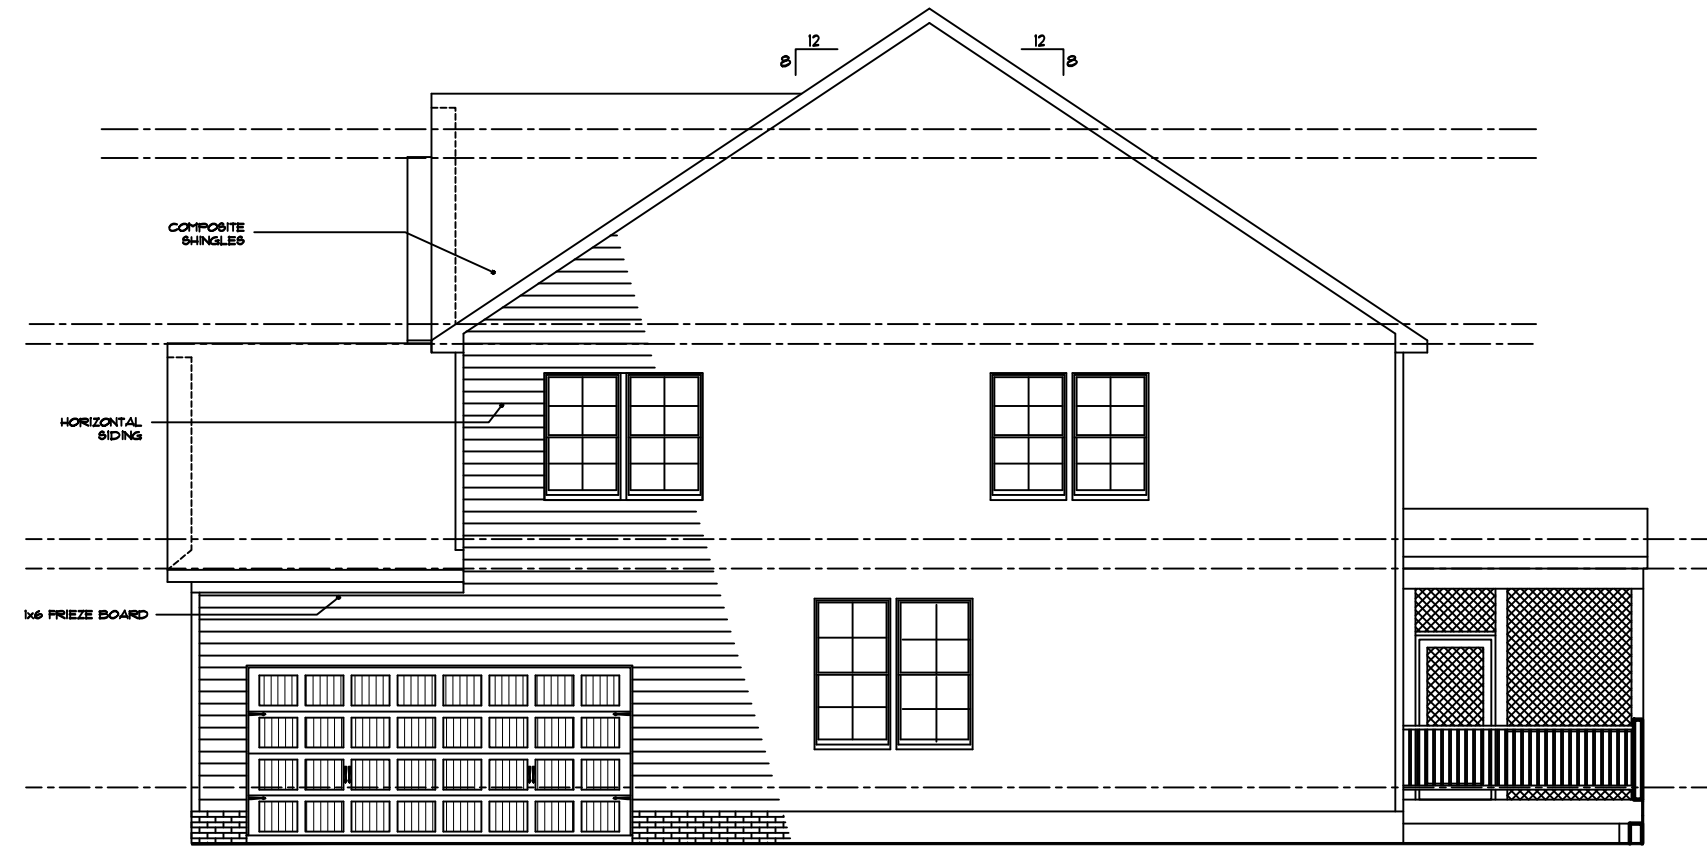 12
12
8
8
COMPOSITE
SHINGLES
HORIZONTAL
SIDING
1x6 FRIEZE BOARD